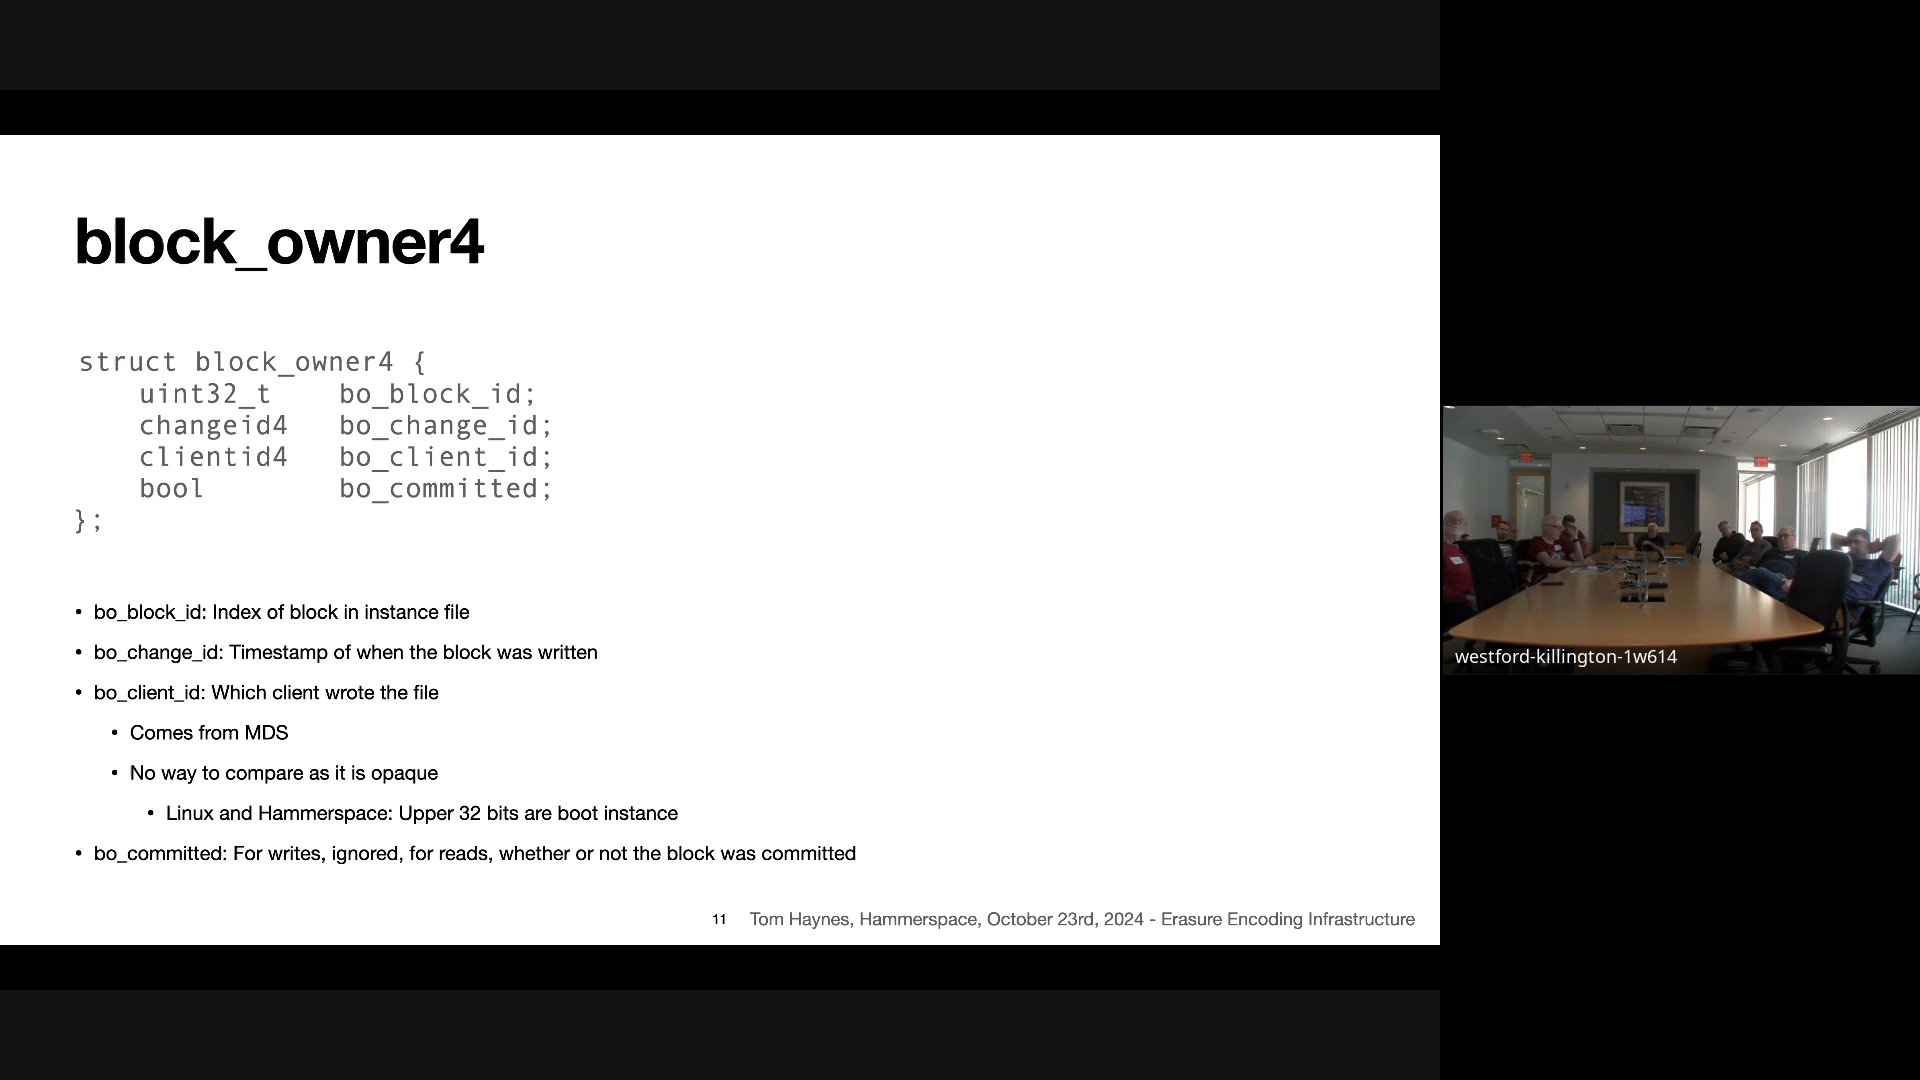 block_owner4
struct block_owner4 {
uint32_t bo_block_id;
changeid4 bo_change_id;
clientid4 bo_client_id;
bool bo_committed;
};
• bo_block_id: Index of block in instance file
• bo_change_id: Timestamp of when the block was written
• bo_client_id: Which client wrote the file
• Comes from MDS
• No way to compare as it is opaque
• Linux and Hammerspace: Upper 32 bits are boot instance
• bo_committed: For writes, ignored, for reads, whether or not the block was committed
11 Tom Haynes, Hammerspace, October 23rd, 2024 - Erasure Encoding Infrastructure
westford-killington-1w614